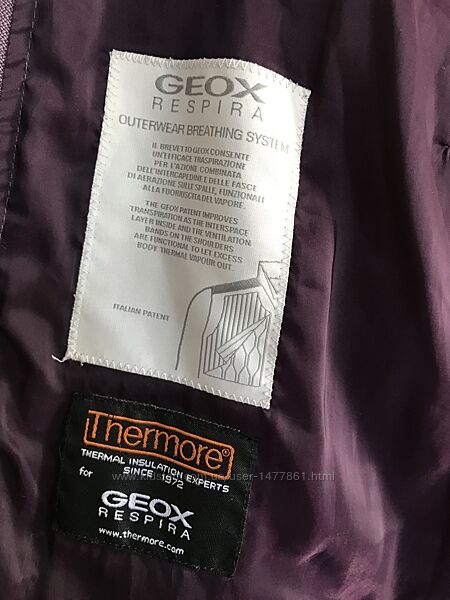 GEOX
RESPIRA
OUTERWEAR BREATHING SYSTEM
IL BREVETTO GEOX CONSENTE
UN'EFFICACE TRASPIRAZIONE
PER L'AZIONE COMBINATA
DELL'INTERCAPEDINE E DELLE FASCE
DI AERAZIONE SULLE SPALLE, FUNZIONALI
ALLA FUORIUSCITA DEL VAPORE.
THE GEOX PATENT IMPROVES
TRANSPIRATION AS THE INTERSPACE
LAYER INSIDE AND THE VENTILATION
BANDS ON THE SHOULDERS
ARE FUNCTIONAL TO LET EXCESS
BODY THERMAL VAPOUR OUT.
ITALIAN PATENT
Thermore®
THERMAL INSULATION EXPERTS
SINCE 1972
for
GEOX
RESPIRA
www.thermore.com